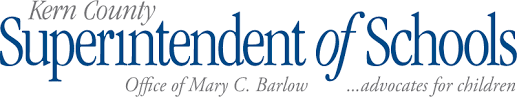 Kern County
Superintendent of Schools
Office of Mary C. Barlow ...advocates for children